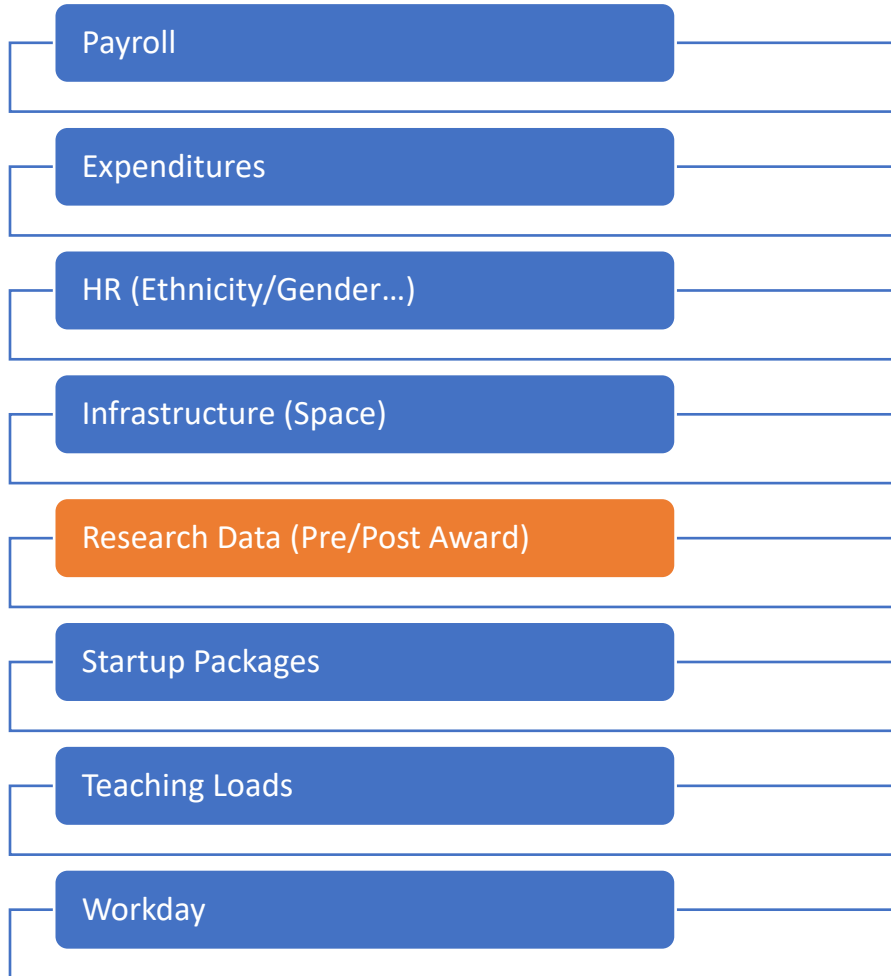 Payroll
Expenditures
HR (Ethnicity/Gender…)
Infrastructure (Space)
Research Data (Pre/Post Award)
Startup Packages
Teaching Loads
Workday